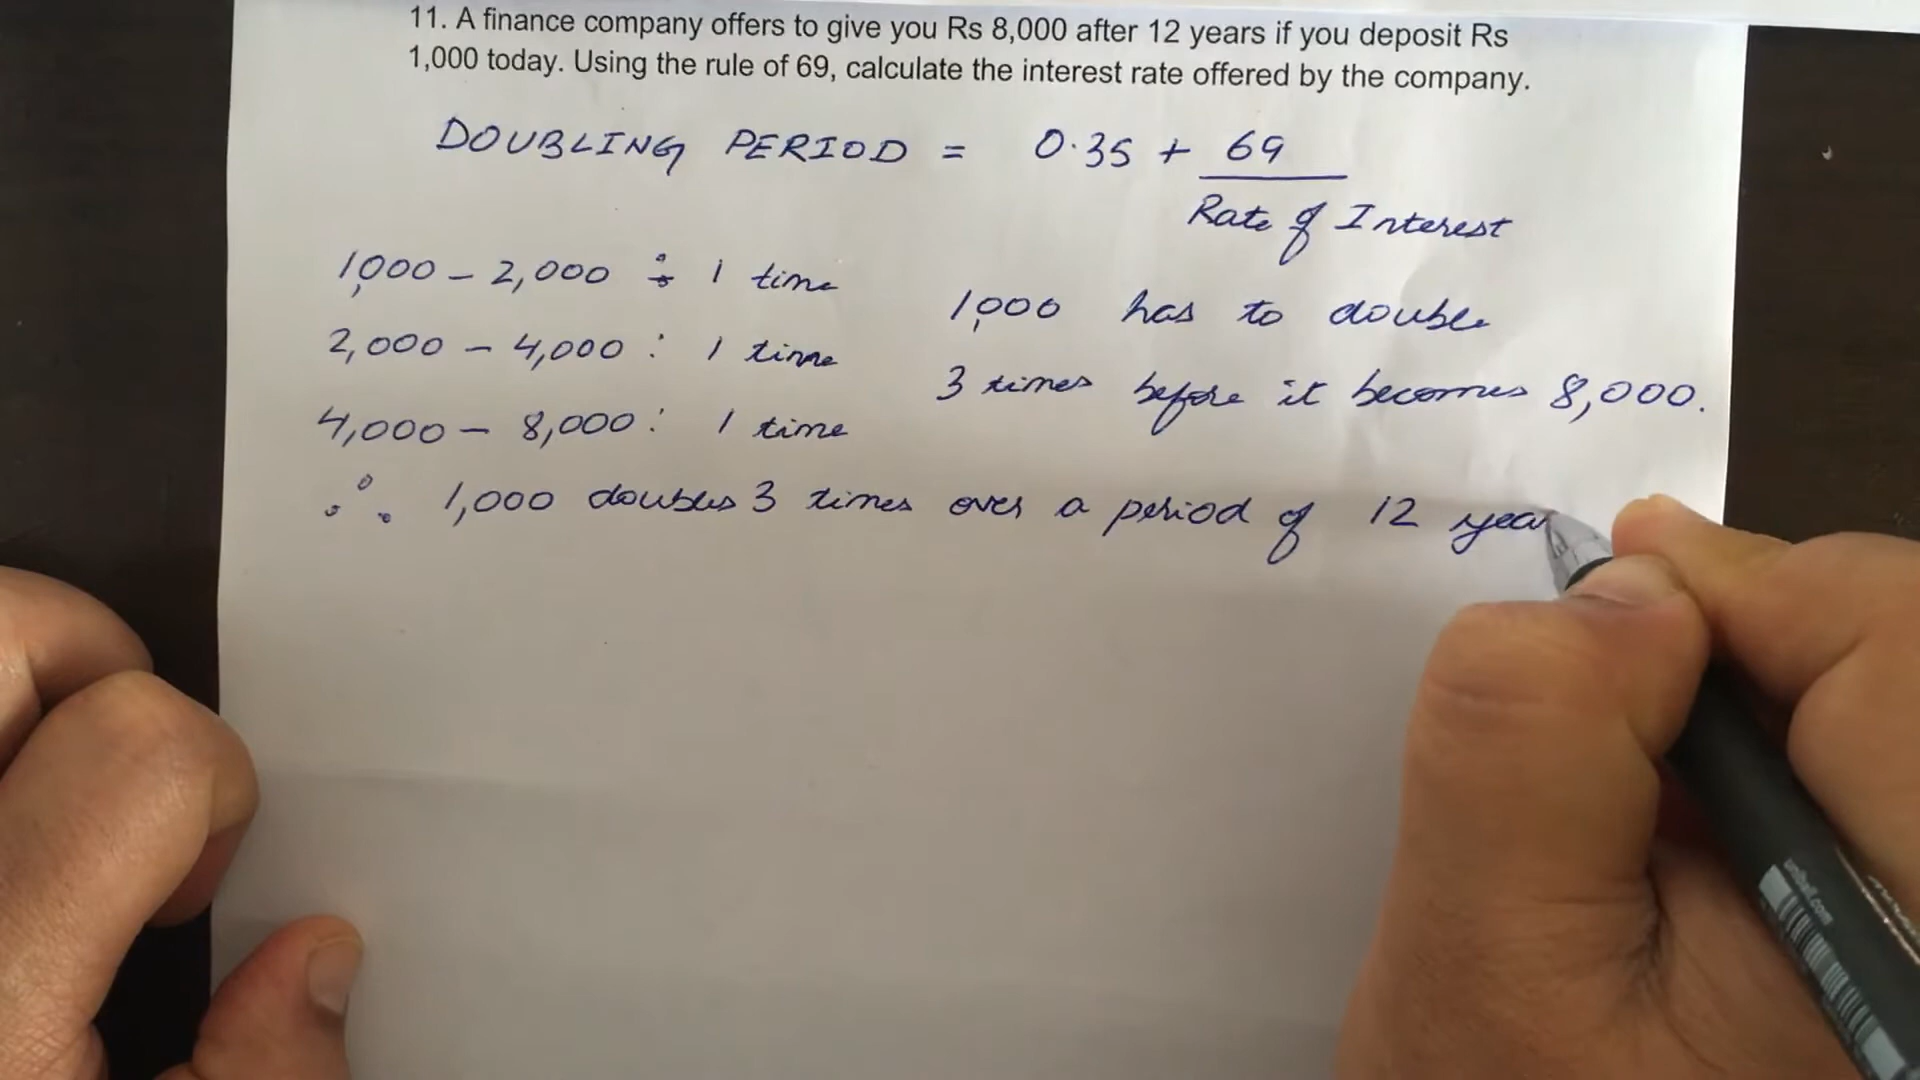 11. A finance company offers to give you Rs 8,000 after 12 years if you deposit Rs
1,000 today. Using the rule of 69, calculate the interest rate offered by the company.
DOUBLING PERIOD = 0.35 + 69
Rate of Interest
1,000 - 2,000 : 1 time
2,000 - 4,000 : 1 time
4,000 - 8,000 : 1 time
1,000 has to double
3 times before it becomes 8,000.
∴ 1,000 doubles 3 times over a period of 12 year
uniball.com